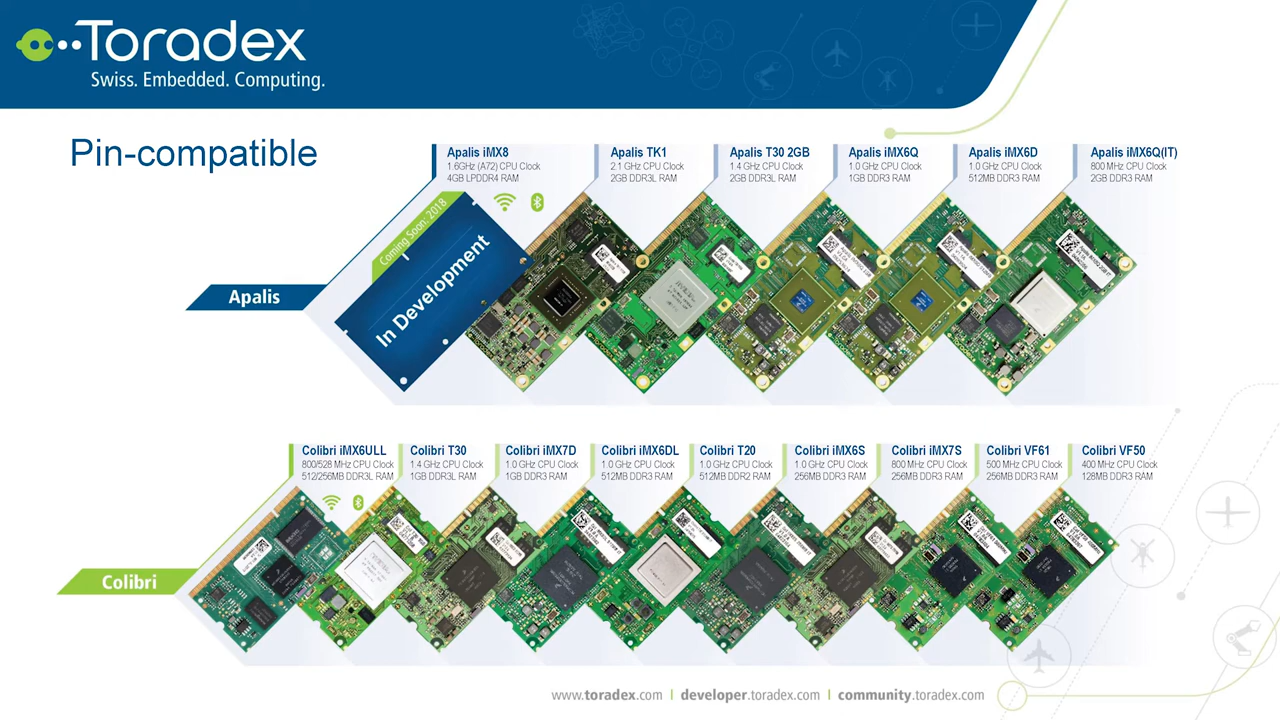 Toradex
Swiss. Embedded. Computing.
Pin-compatible
Apalis iMX8
1.6GHz (A72) CPU Clock
4GB LPDDR4 RAM
Apalis TK1
2.1 GHz CPU Clock
2GB DDR3L RAM
Apalis T30 2GB
1.4 GHz CPU Clock
2GB DDR3L RAM
Apalis iMX6Q
1.0 GHz CPU Clock
1GB DDR3 RAM
Apalis iMX6D
1.0 GHz CPU Clock
512MB DDR3 RAM
Apalis iMX6Q(IT)
800 MHz CPU Clock
2GB DDR3 RAM
Coming Soon: 2018
In Development
Apalis
Colibri iMX6ULL
800/528 MHz CPU Clock
512/256MB DDR3L RAM
Colibri T30
1.4 GHz CPU Clock
1GB DDR3L RAM
Colibri iMX7D
1.0 GHz CPU Clock
1GB DDR3 RAM
Colibri iMX6DL
1.0 GHz CPU Clock
512MB DDR3 RAM
Colibri T20
1.0 GHz CPU Clock
512MB DDR2 RAM
Colibri iMX6S
1.0 GHz CPU Clock
256MB DDR3 RAM
Colibri iMX7S
800 MHz CPU Clock
256MB DDR3 RAM
Colibri VF61
500 MHz CPU Clock
256MB DDR3 RAM
Colibri VF50
400 MHz CPU Clock
128MB DDR3 RAM
Colibri
www.toradex.com | developer.toradex.com | community.toradex.com